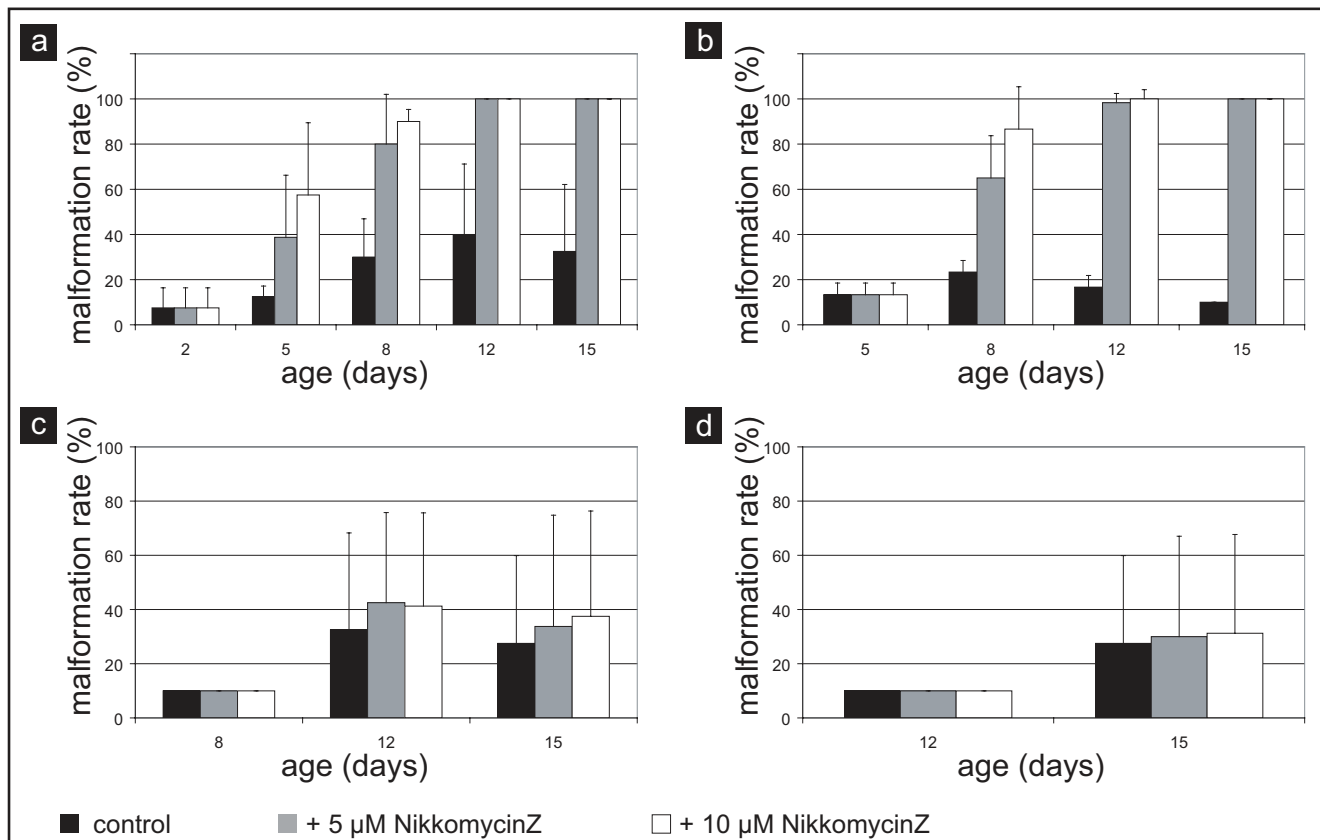 a
malformation rate (%)
100
80
60
40
20
0
2 5 8 12 15
age (days)
b
malformation rate (%)
100
80
60
40
20
0
5 8 12 15
age (days)
c
malformation rate (%)
100
80
60
40
20
0
8 12 15
age (days)
d
malformation rate (%)
100
80
60
40
20
0
12 15
age (days)
control + 5 µM NikkomycinZ + 10 µM NikkomycinZ